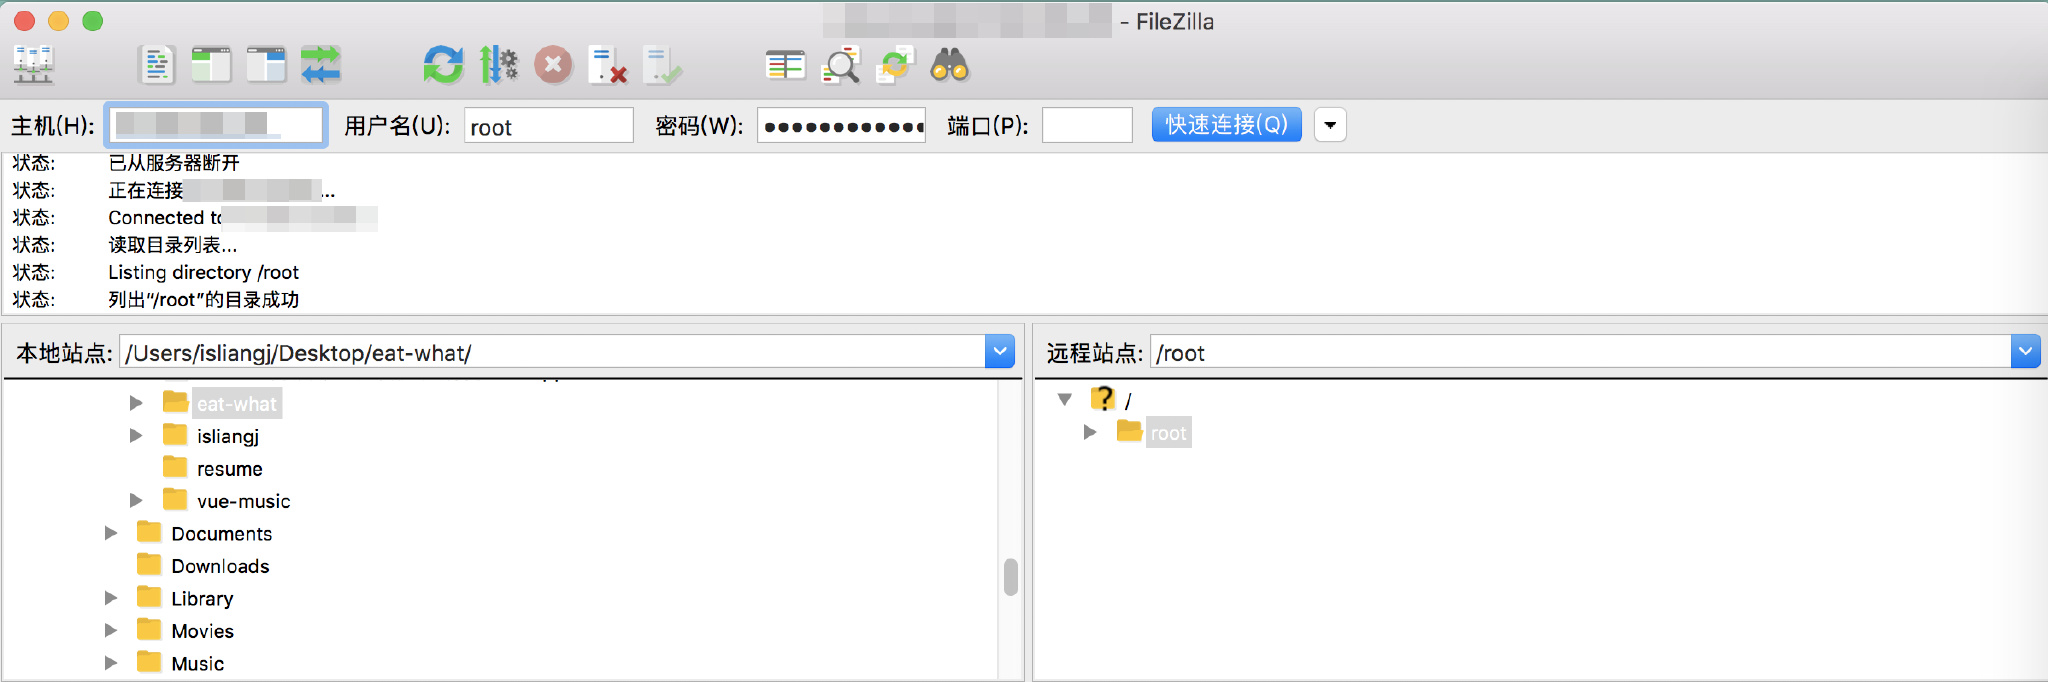 - FileZilla
主机(H): 用户名(U): root 密码(W): ●●●●●●●●●●●● 端口(P): 快速连接(Q)
状态: 已从服务器断开
状态: 正在连接 ...
状态: Connected to
状态: 读取目录列表...
状态: Listing directory /root
状态: 列出“/root”的目录成功
本地站点: /Users/isliangj/Desktop/eat-what/
eat-what
isliangj
resume
vue-music
Documents
Downloads
Library
Movies
Music
远程站点: /root
? /
root